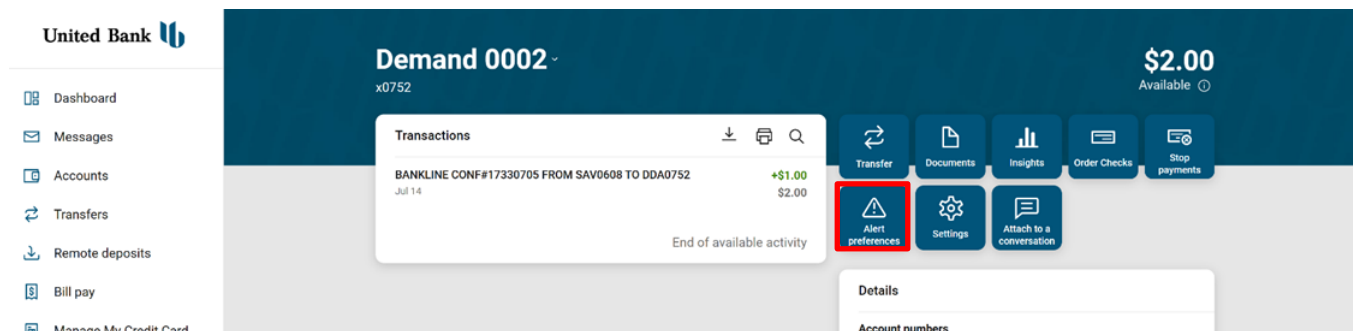 United Bank
Dashboard
Messages
Accounts
Transfers
Remote deposits
Bill pay
Manage My Credit Card
Demand 0002
x0752
$2.00
Available
Transactions
BANKLINE CONF#17330705 FROM SAV0608 TO DDA0752
+$1.00
Jul 14
$2.00
End of available activity
Transfer
Documents
Insights
Order Checks
Stop
payments
Alert
preferences
Settings
Attach to a
conversation
Details
Account numbers